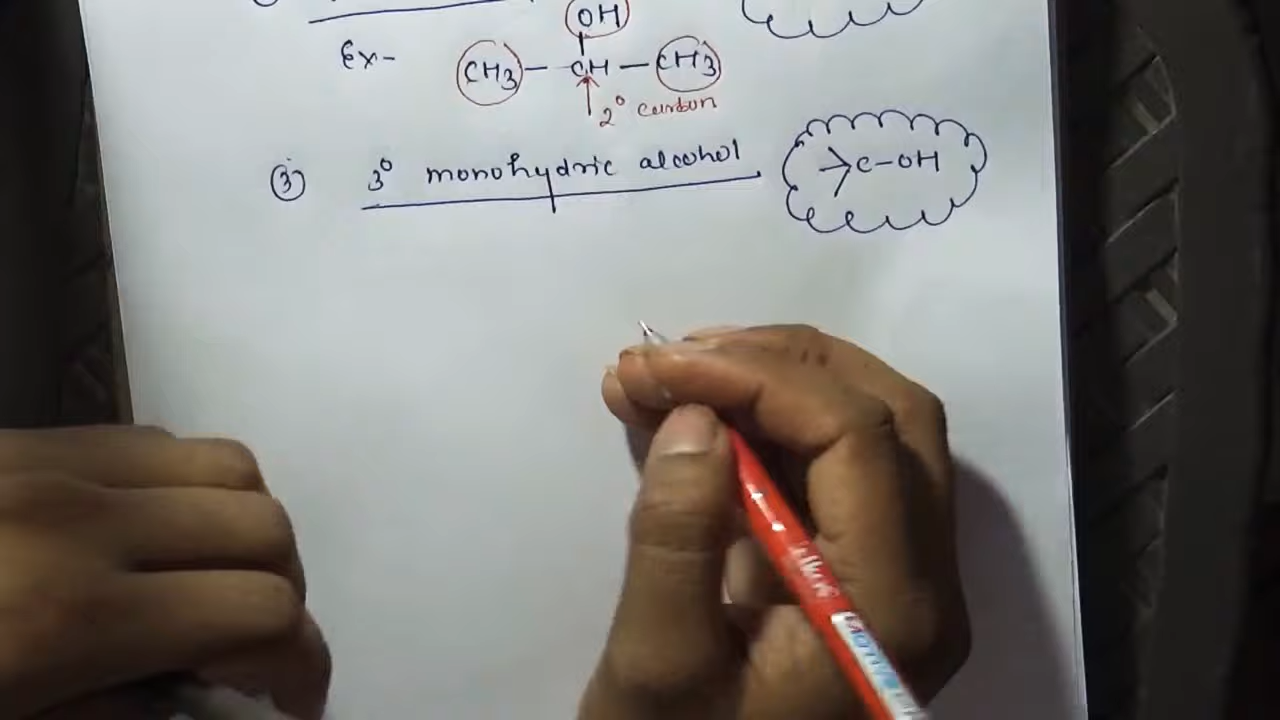 OH
Ex- CH3 - CH - CH3
2° carbon
③ 3° monohydric alcohol
C-OH